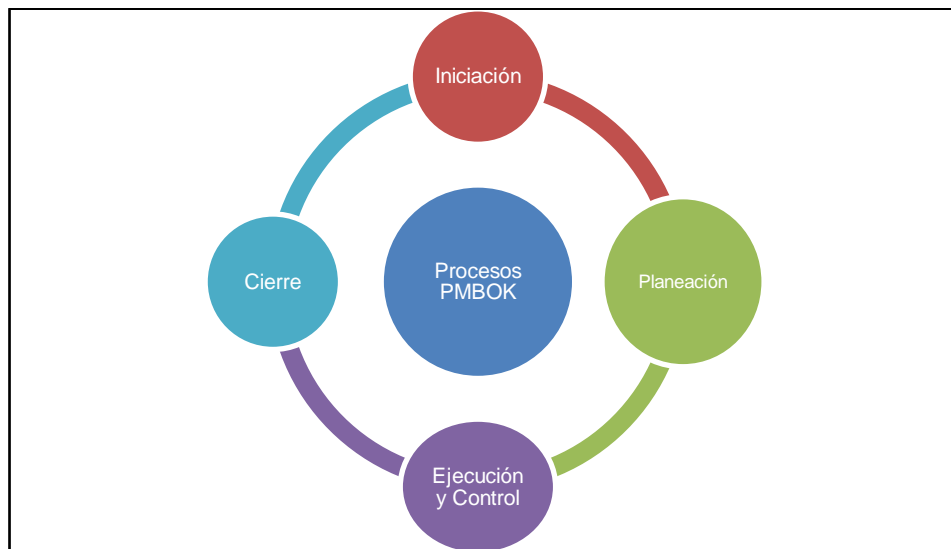 Iniciación
Procesos
PMBOK
Cierre
Planeación
Ejecución
y Control